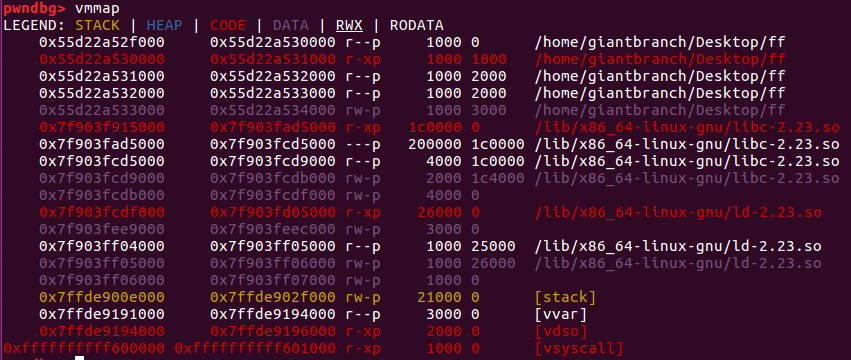 pwndbg> vmmap
LEGEND: STACK | HEAP | CODE | DATA | RWX | RODATA
0x55d22a52f000 0x55d22a530000 r--p 1000 0 /home/giantbranch/Desktop/ff
0x55d22a530000 0x55d22a531000 r-xp 1000 1000 /home/giantbranch/Desktop/ff
0x55d22a531000 0x55d22a532000 r--p 1000 2000 /home/giantbranch/Desktop/ff
0x55d22a532000 0x55d22a533000 r--p 1000 2000 /home/giantbranch/Desktop/ff
0x55d22a533000 0x55d22a534000 rw-p 1000 3000 /home/giantbranch/Desktop/ff
0x7f903f915000 0x7f903fad5000 r-xp 1c0000 0 /lib/x86_64-linux-gnu/libc-2.23.so
0x7f903fad5000 0x7f903fcd5000 ---p 200000 1c0000 /lib/x86_64-linux-gnu/libc-2.23.so
0x7f903fcd5000 0x7f903fcd9000 r--p 4000 1c0000 /lib/x86_64-linux-gnu/libc-2.23.so
0x7f903fcd9000 0x7f903fcdb000 rw-p 2000 1c4000 /lib/x86_64-linux-gnu/libc-2.23.so
0x7f903fcdb000 0x7f903fcdf000 rw-p 4000 0
0x7f903fcdf000 0x7f903fd05000 r-xp 26000 0 /lib/x86_64-linux-gnu/ld-2.23.so
0x7f903fee9000 0x7f903feec000 rw-p 3000 0
0x7f903ff04000 0x7f903ff05000 r--p 1000 25000 /lib/x86_64-linux-gnu/ld-2.23.so
0x7f903ff05000 0x7f903ff06000 rw-p 1000 26000 /lib/x86_64-linux-gnu/ld-2.23.so
0x7f903ff06000 0x7f903ff07000 rw-p 1000 0
0x7ffde900e000 0x7ffde902f000 rw-p 21000 0 [stack]
0x7ffde9191000 0x7ffde9194000 r--p 3000 0 [vvar]
0x7ffde9194000 0x7ffde9196000 r-xp 2000 0 [vdso]
0xffffffffff600000 0xffffffffff601000 r-xp 1000 0 [vsyscall]